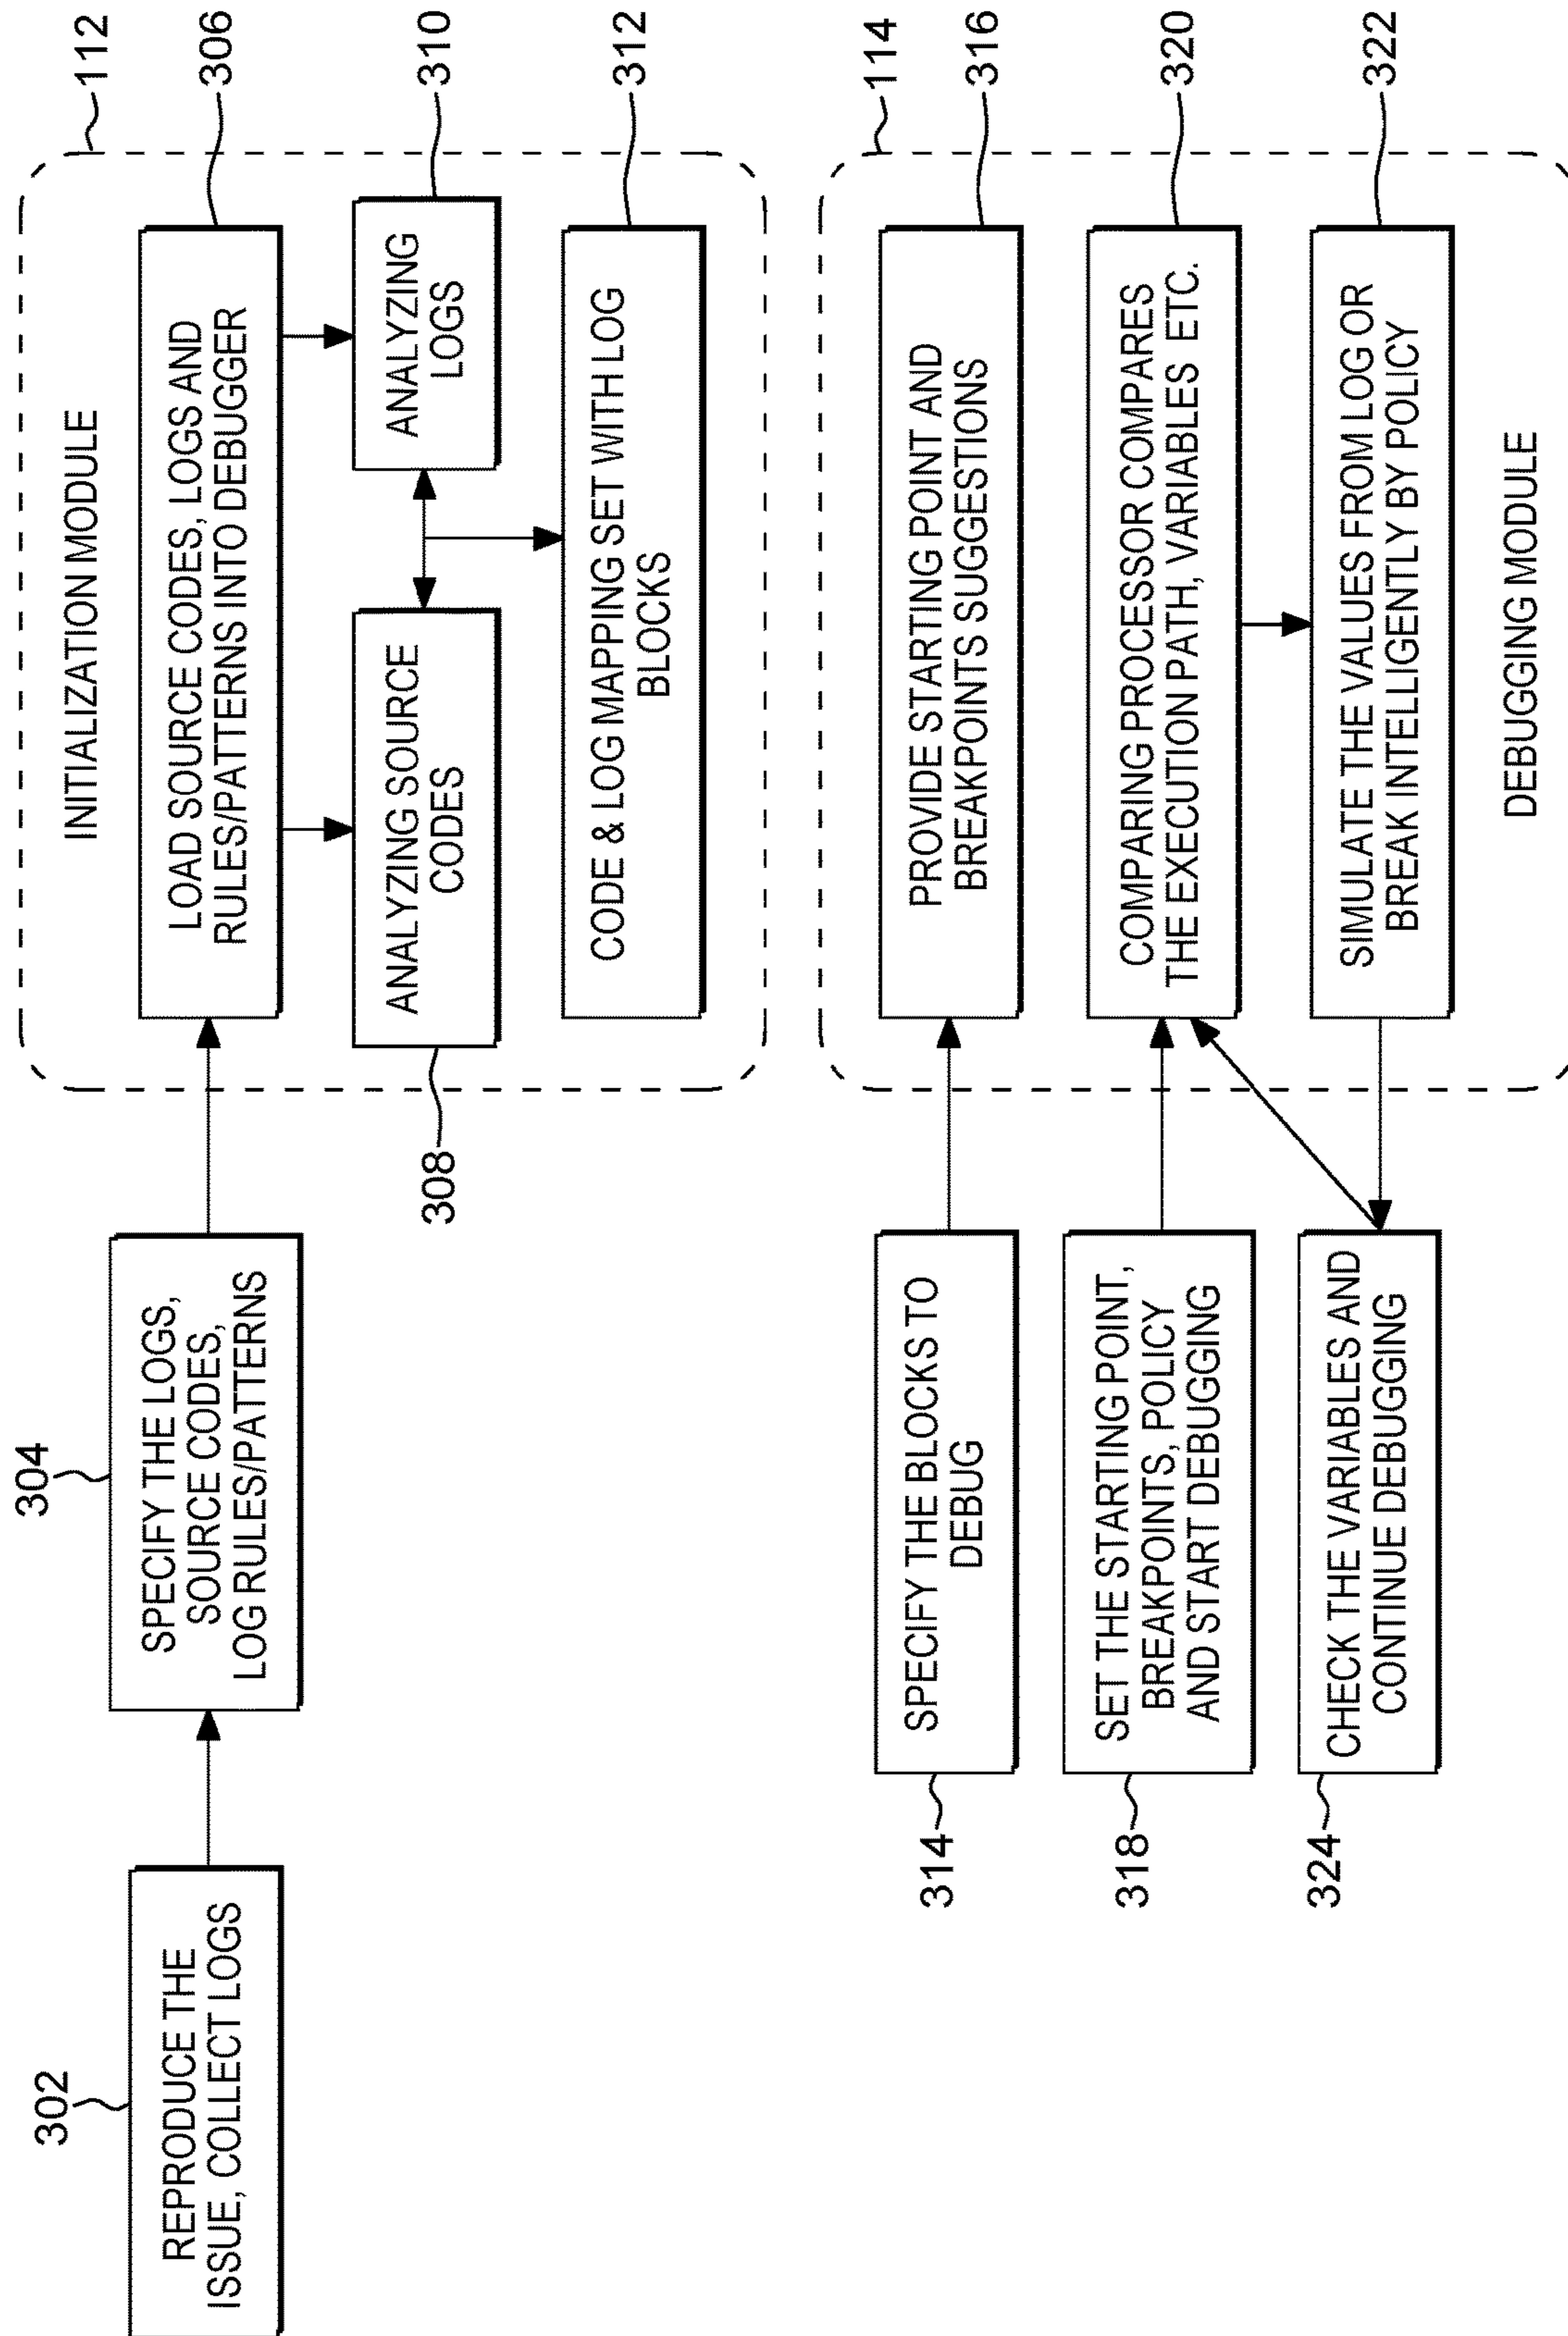 302
REPRODUCE THE
ISSUE, COLLECT LOGS
304
SPECIFY THE LOGS,
SOURCE CODES,
LOG RULES/PATTERNS
INITIALIZATION MODULE
112
LOAD SOURCE CODES, LOGS AND
RULES/PATTERNS INTO DEBUGGER
306
308
ANALYZING SOURCE
CODES
ANALYZING
LOGS
310
CODE & LOG MAPPING SET WITH LOG
BLOCKS
312
314
SPECIFY THE BLOCKS TO
DEBUG
114
PROVIDE STARTING POINT AND
BREAKPOINTS SUGGESTIONS
316
318
SET THE STARTING POINT,
BREAKPOINTS, POLICY
AND START DEBUGGING
COMPARING PROCESSOR COMPARES
THE EXECUTION PATH, VARIABLES ETC.
320
324
CHECK THE VARIABLES AND
CONTINUE DEBUGGING
SIMULATE THE VALUES FROM LOG OR
BREAK INTELLIGENTLY BY POLICY
322
DEBUGGING MODULE